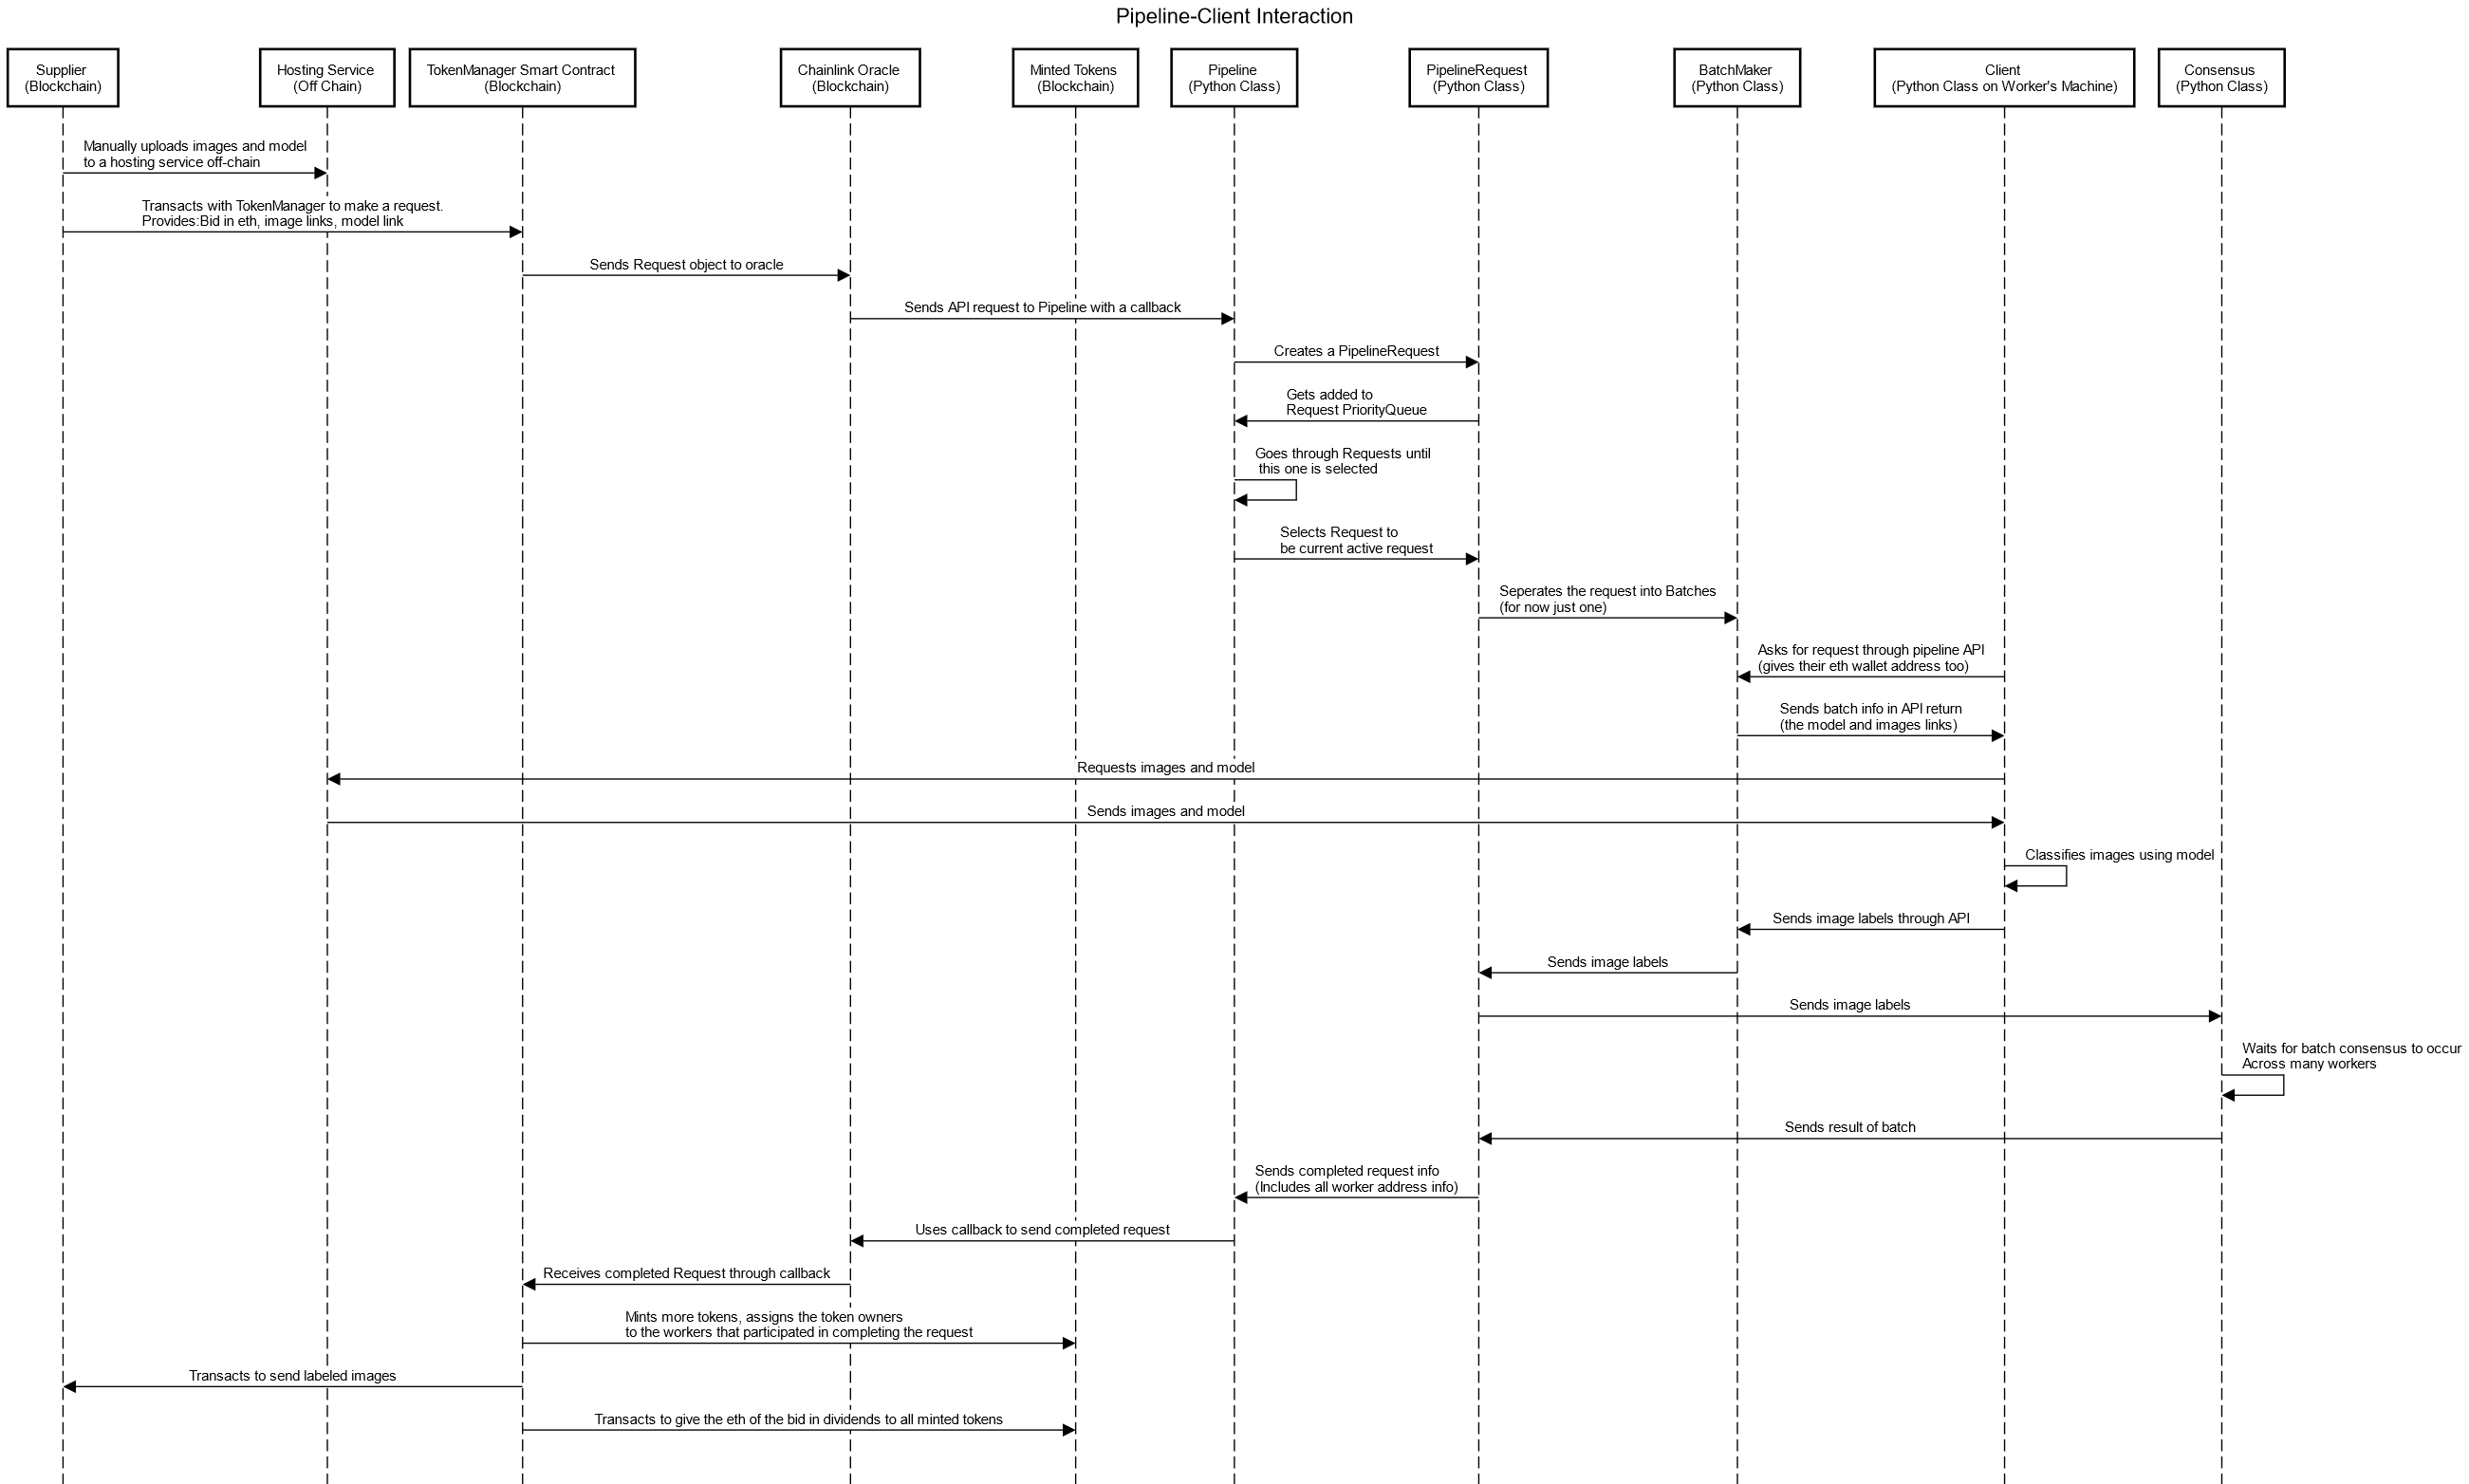 Pipeline-Client Interaction
Supplier
(Blockchain)
Hosting Service
(Off Chain)
TokenManager Smart Contract
(Blockchain)
Chainlink Oracle
(Blockchain)
Minted Tokens
(Blockchain)
Pipeline
(Python Class)
PipelineRequest
(Python Class)
BatchMaker
(Python Class)
Client
(Python Class on Worker's Machine)
Consensus
(Python Class)
Manually uploads images and model
to a hosting service off-chain
Transacts with TokenManager to make a request.
Provides:Bid in eth, image links, model link
Sends Request object to oracle
Sends API request to Pipeline with a callback
Creates a PipelineRequest
Gets added to
Request PriorityQueue
Goes through Requests until
this one is selected
Selects Request to
be current active request
Seperates the request into Batches
(for now just one)
Asks for request through pipeline API
(gives their eth wallet address too)
Sends batch info in API return
(the model and images links)
Requests images and model
Sends images and model
Classifies images using model
Sends image labels through API
Sends image labels
Sends image labels
Waits for batch consensus to occur
Across many workers
Sends result of batch
Sends completed request info
(Includes all worker address info)
Uses callback to send completed request
Receives completed Request through callback
Mints more tokens, assigns the token owners
to the workers that participated in completing the request
Transacts to send labeled images
Transacts to give the eth of the bid in dividends to all minted tokens